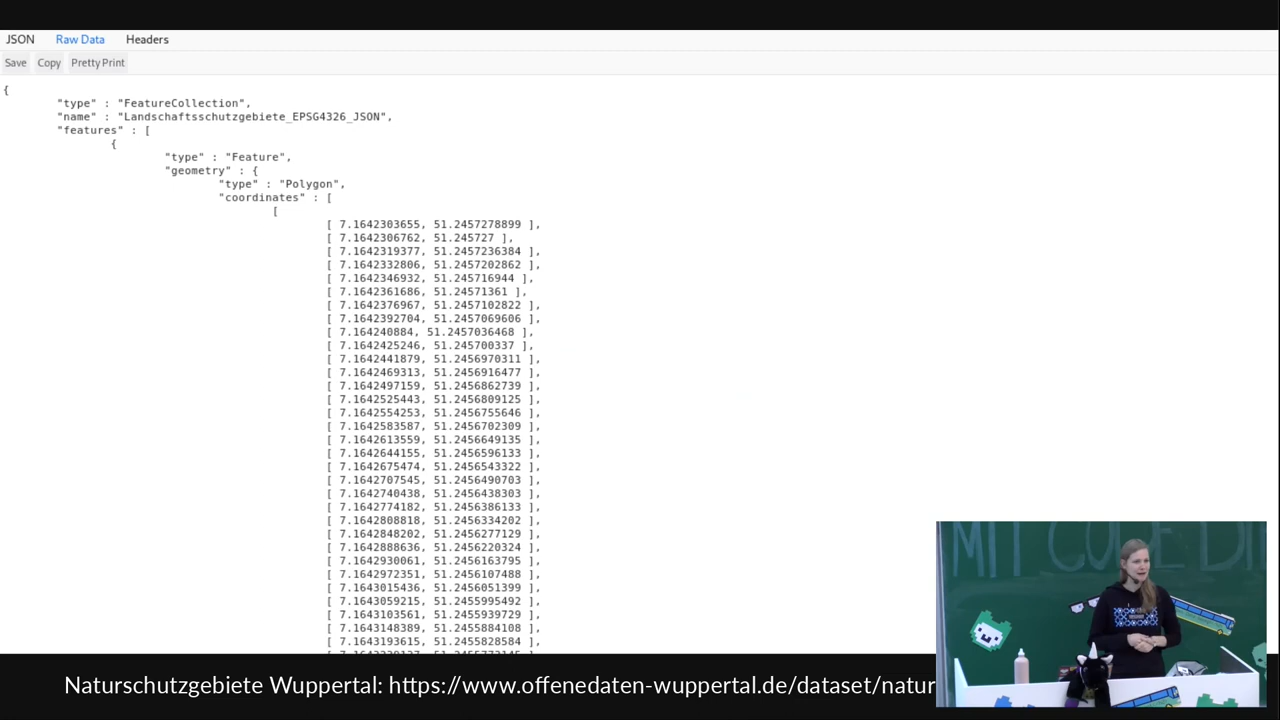 JSON Raw Data Headers
Save Copy Pretty Print
{
"type" : "FeatureCollection",
"name" : "Landschaftsschutzgebiete_EPSG4326_JSON",
"features" : [
{
"type" : "Feature",
"geometry" : {
"type" : "Polygon",
"coordinates" : [
[
[ 7.1642303655, 51.2457278899 ],
[ 7.1642306762, 51.245727 ],
[ 7.1642319377, 51.2457236384 ],
[ 7.1642332806, 51.2457202862 ],
[ 7.1642346932, 51.245716944 ],
[ 7.1642361686, 51.24571361 ],
[ 7.1642376967, 51.2457102822 ],
[ 7.1642392704, 51.2457069606 ],
[ 7.164240884, 51.2457036468 ],
[ 7.1642425246, 51.245700337 ],
[ 7.1642441879, 51.2456970311 ],
[ 7.1642469313, 51.2456916477 ],
[ 7.1642497159, 51.2456862739 ],
[ 7.1642525443, 51.2456809125 ],
[ 7.1642554253, 51.2456755646 ],
[ 7.1642583587, 51.2456702309 ],
[ 7.1642613559, 51.2456649135 ],
[ 7.1642644155, 51.2456596133 ],
[ 7.1642675474, 51.2456543322 ],
[ 7.1642707545, 51.2456490703 ],
[ 7.1642740438, 51.2456438303 ],
[ 7.1642774182, 51.2456386133 ],
[ 7.1642808818, 51.2456334202 ],
[ 7.1642848202, 51.2456277129 ],
[ 7.1642888636, 51.2456220324 ],
[ 7.1642930061, 51.2456163795 ],
[ 7.1642972351, 51.2456107488 ],
[ 7.1643015436, 51.2456051399 ],
[ 7.1643059215, 51.2455995492 ],
[ 7.1643103561, 51.2455939729 ],
[ 7.1643148389, 51.2455884108 ],
[ 7.1643193615, 51.2455828584 ],
MIT CODE
Naturschutzgebiete Wuppertal: https://www.offenedaten-wuppertal.de/dataset/natur